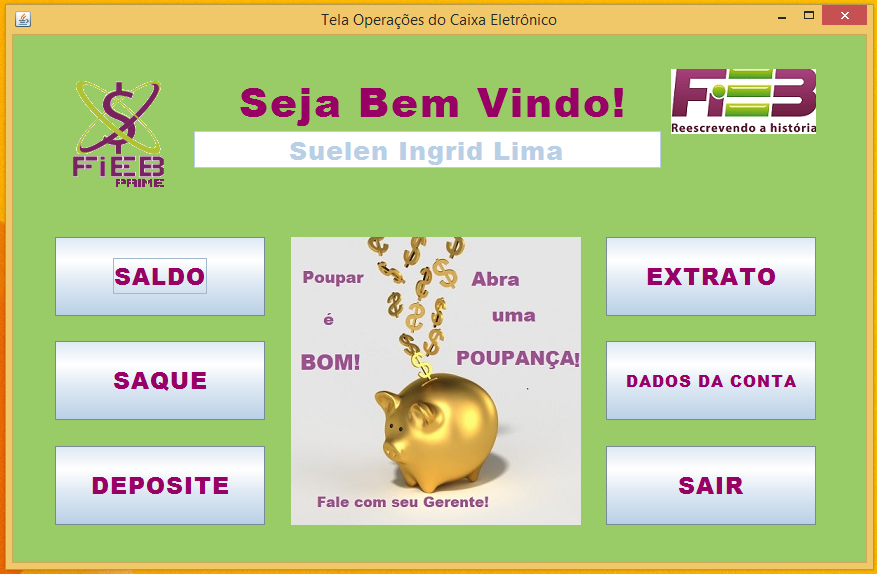 Tela Operações do Caixa Eletrônico
Seja Bem Vindo!
Suelen Ingrid Lima
$
FiEB
PRIME
FiEB
Reescrevendo a história
SALDO
SAQUE
DEPOSITE
Poupar
é
BOM!
Abra
uma
POUPANÇA!
Fale com seu Gerente!
EXTRATO
DADOS DA CONTA
SAIR